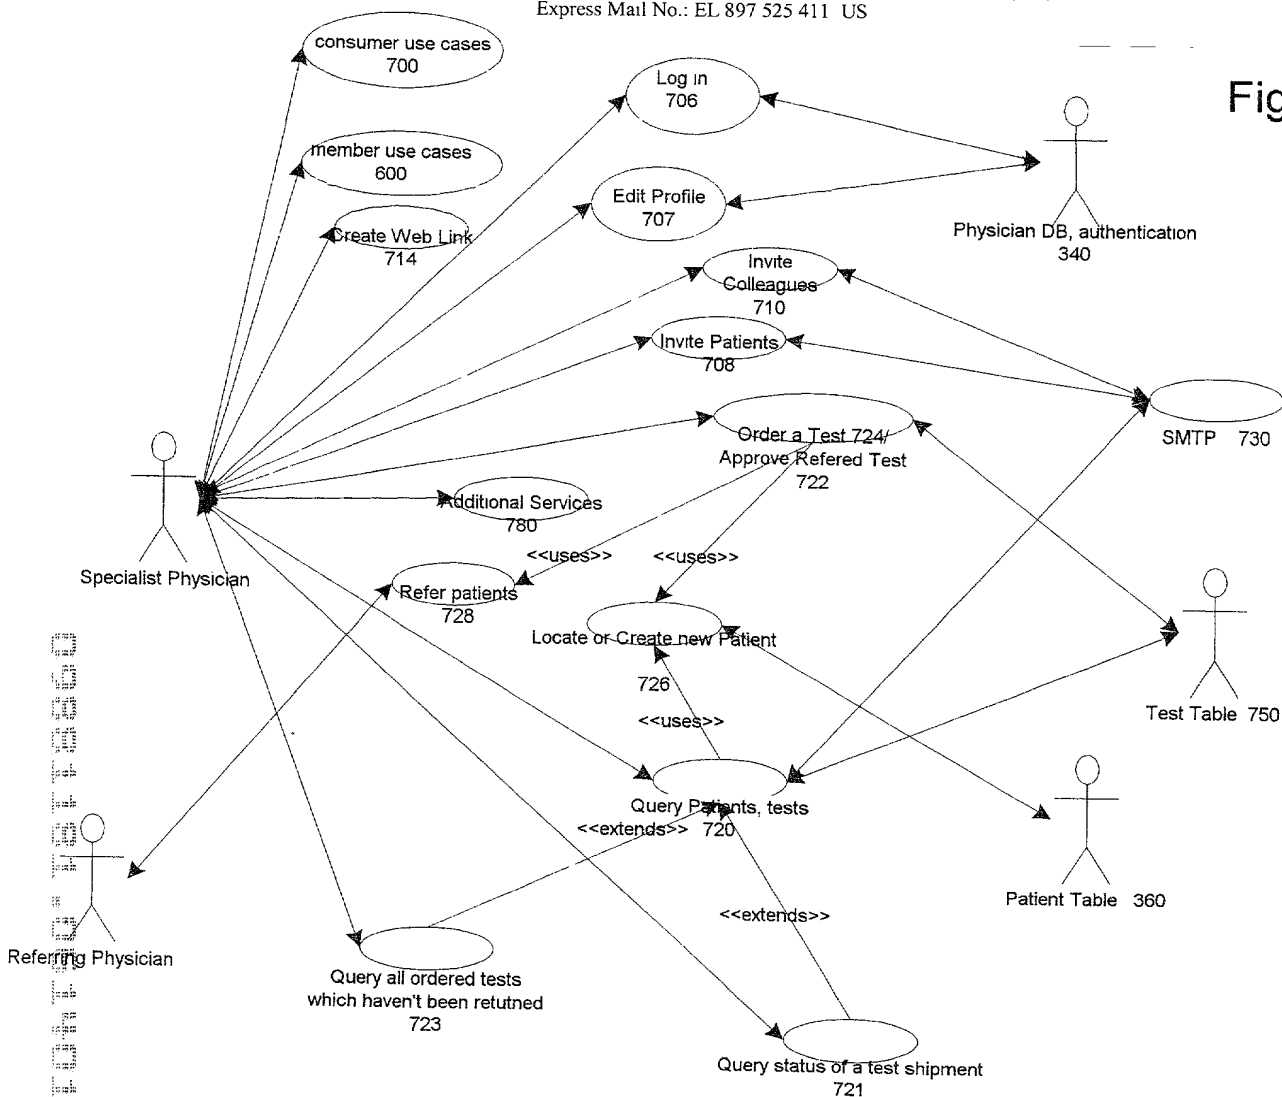 Express Mail No.: EL 897 525 411 US
consumer use cases
700
Log in
706
Fig
member use cases
600
Edit Profile
707
Create Web Link
714
Physician DB, authentication
340
Invite
Colleagues
710
Invite Patients
708
Order a Test 724/
Approve Refered Test
722
SMTP 730
Additional Services
780
Specialist Physician
<<uses>>
<<uses>>
Refer patients
728
Locate or Create new Patient
726
<<uses>>
Test Table 750
Query Patients, tests
720
<<extends>>
Patient Table 360
<<extends>>
Referring Physician
Query all ordered tests
which haven't been retutned
723
Query status of a test shipment
721